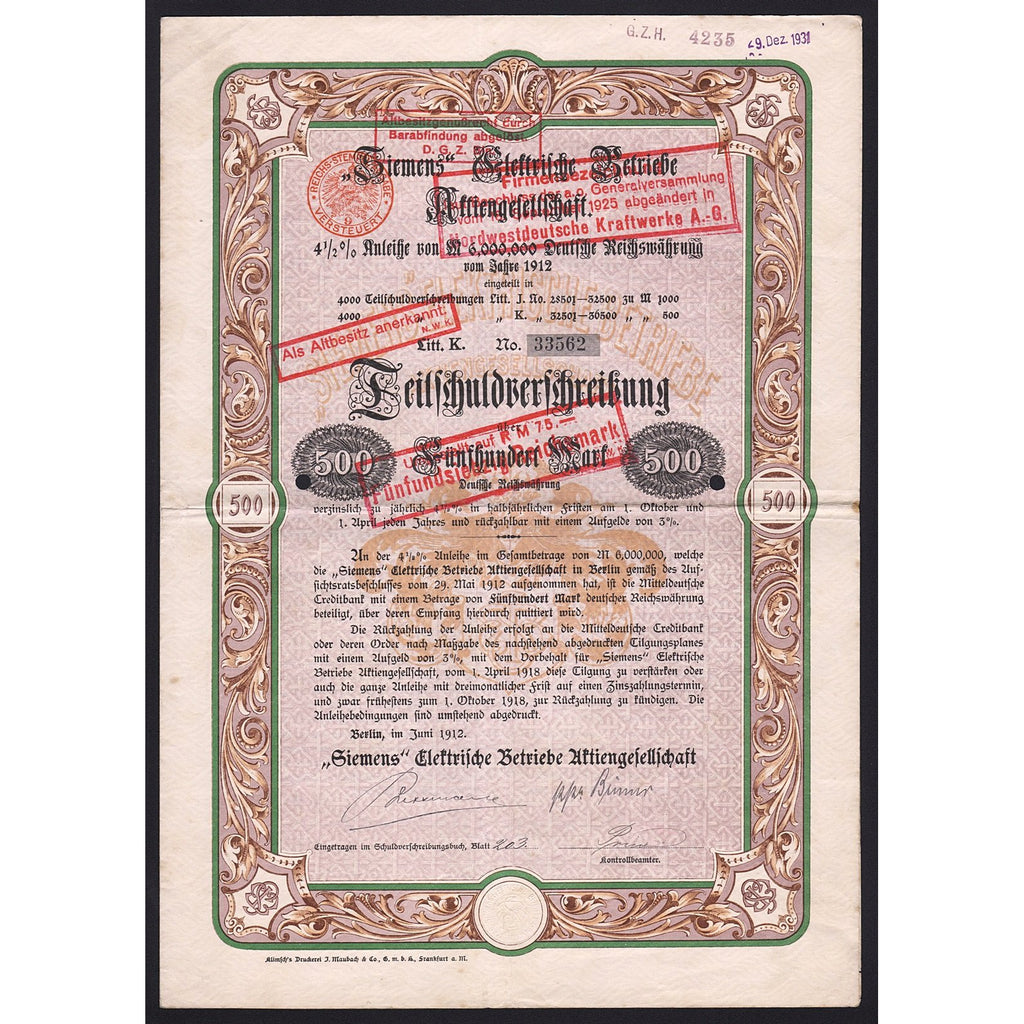 G.Z.H. 4235 29. Dez. 1931
Altbesitzgenußrecht durch
Barabfindung abgelöst.
D. G. Z.
REICHS-STEMPELABGABE
9
VERSTEUERT
„Siemens“ Elektrische Betriebe
Aktiengesellschaft.
a.o. Generalversammlung
1925 abgeändert in
Nordwestdeutsche Kraftwerke A.-G.
4½% Anleihe von M 6,000,000 Deutsche Reichswährung
vom Jahre 1912
eingeteilt in
4000 Teilschuldverschreibungen Litt. J. No. 28501—32500 zu M 1000
4000 „ „ K. „ 32501—36500 „ „ 500
Als Altbesitz anerkannt
N.W.K.
Litt. K. No. 33562
Teilschuldverschreibung
über
500 Fünfhundert Mark 500
Umgestellt auf RM 75.—
Fünfundsiebzig Reichsmark
Deutsche Reichswährung
verzinslich zu jährlich 4½% in halbjährlichen Fristen am 1. Oktober und
1. April jeden Jahres und rückzahlbar mit einem Aufgelde von 3%.
500 500
An der 4½% Anleihe im Gesamtbetrage von M 6,000,000, welche
die „Siemens“ Elektrische Betriebe Aktiengesellschaft in Berlin gemäß des Auf-
sichtsratsbeschlusses vom 29. Mai 1912 aufgenommen hat, ist die Mitteldeutsche
Creditbank mit einem Betrage von Fünfhundert Mark deutscher Reichswährung
beteiligt, über deren Empfang hierdurch quittiert wird.
Die Rückzahlung der Anleihe erfolgt an die Mitteldeutsche Creditbank
oder deren Order nach Maßgabe des nachstehend abgedruckten Tilgungsplanes
mit einem Aufgeld von 3%, mit dem Vorbehalt für „Siemens“ Elektrische
Betriebe Aktiengesellschaft, vom 1. April 1918 diese Tilgung zu verstärken oder
auch die ganze Anleihe mit dreimonatlicher Frist auf einen Zinszahlungstermin,
und zwar frühestens zum 1. Oktober 1918, zur Rückzahlung zu kündigen. Die
Anleihebedingungen sind umstehend abgedruckt.
Berlin, im Juni 1912.
„Siemens“ Elektrische Betriebe Aktiengesellschaft
Eingetragen im Schuldverschreibungsbuch, Blatt 203.
Kontrollbeamter.
Klimsch's Druckerei J. Maubach & Co., G. m. b. H., Frankfurt a. M.